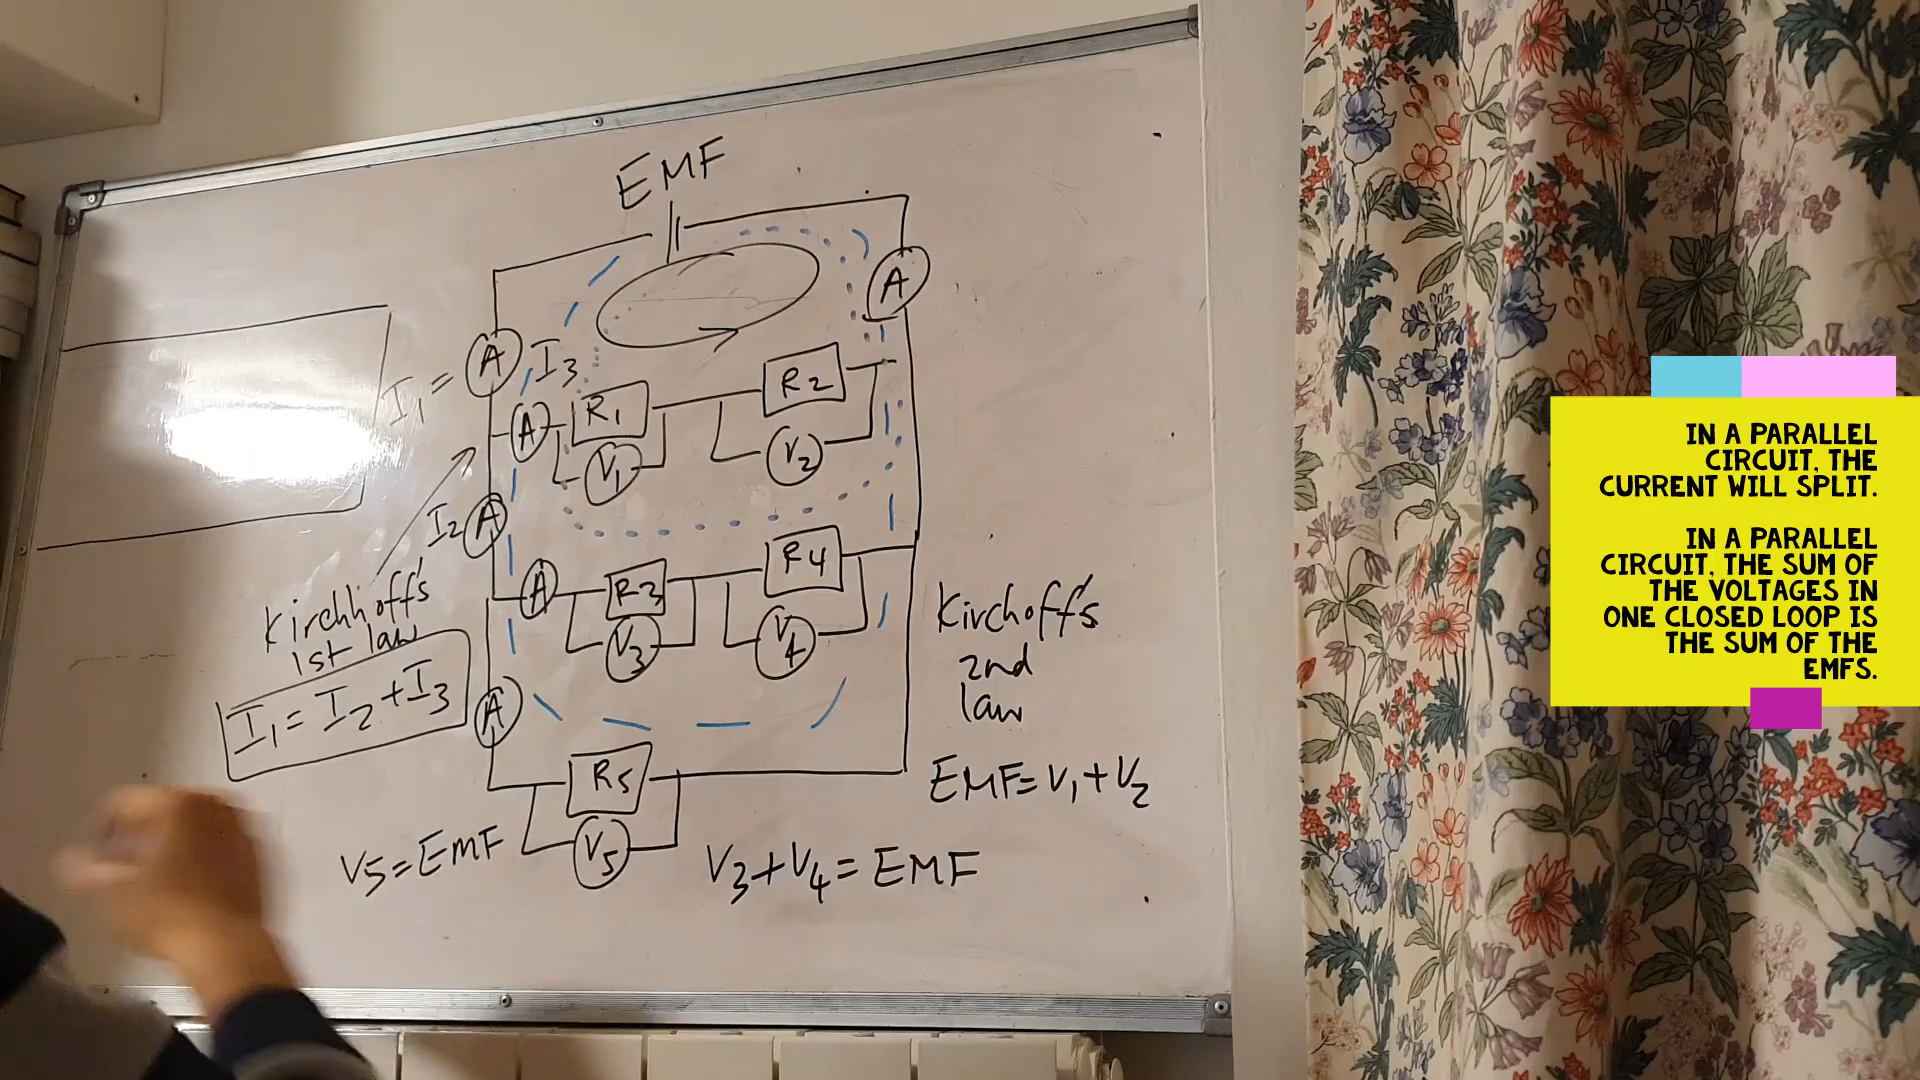 EMF
A
I1 = A
I3
A
R1
R2
V1
V2
I2 A
A
R3
R4
V3
V4
Kirchhoff's
1st law
I1 = I2 + I3
A
Kirchoff's
2nd
law
EMF = V1 + V2
R5
V5
V5 = EMF
V3 + V4 = EMF
IN A PARALLEL
CIRCUIT, THE
CURRENT WILL SPLIT.
IN A PARALLEL
CIRCUIT, THE SUM OF
THE VOLTAGES IN
ONE CLOSED LOOP IS
THE SUM OF THE
EMFS.